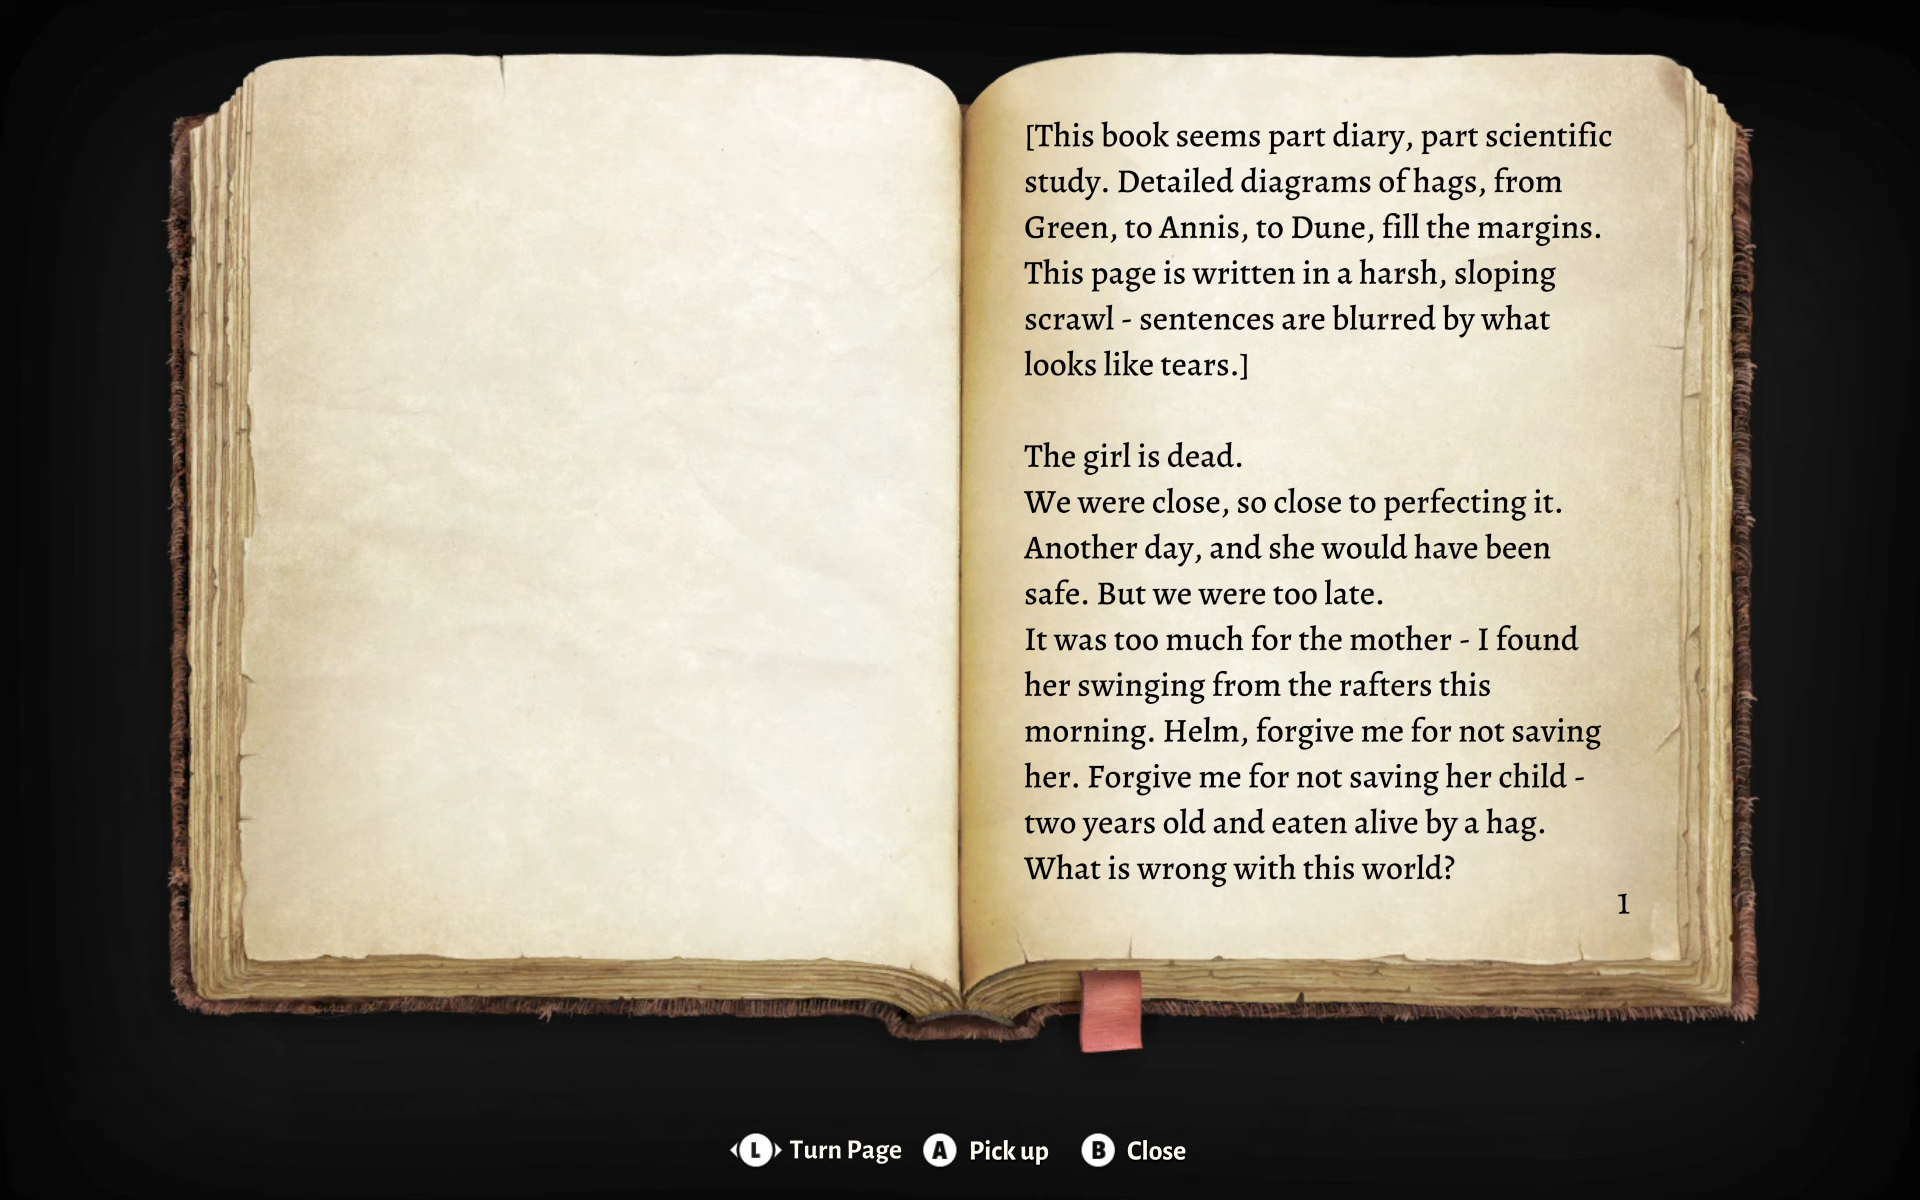 [This book seems part diary, part scientific
study. Detailed diagrams of hags, from
Green, to Annis, to Dune, fill the margins.
This page is written in a harsh, sloping
scrawl - sentences are blurred by what
looks like tears.]
The girl is dead.
We were close, so close to perfecting it.
Another day, and she would have been
safe. But we were too late.
It was too much for the mother - I found
her swinging from the rafters this
morning. Helm, forgive me for not saving
her. Forgive me for not saving her child -
two years old and eaten alive by a hag.
What is wrong with this world?
1
L Turn Page A Pick up B Close